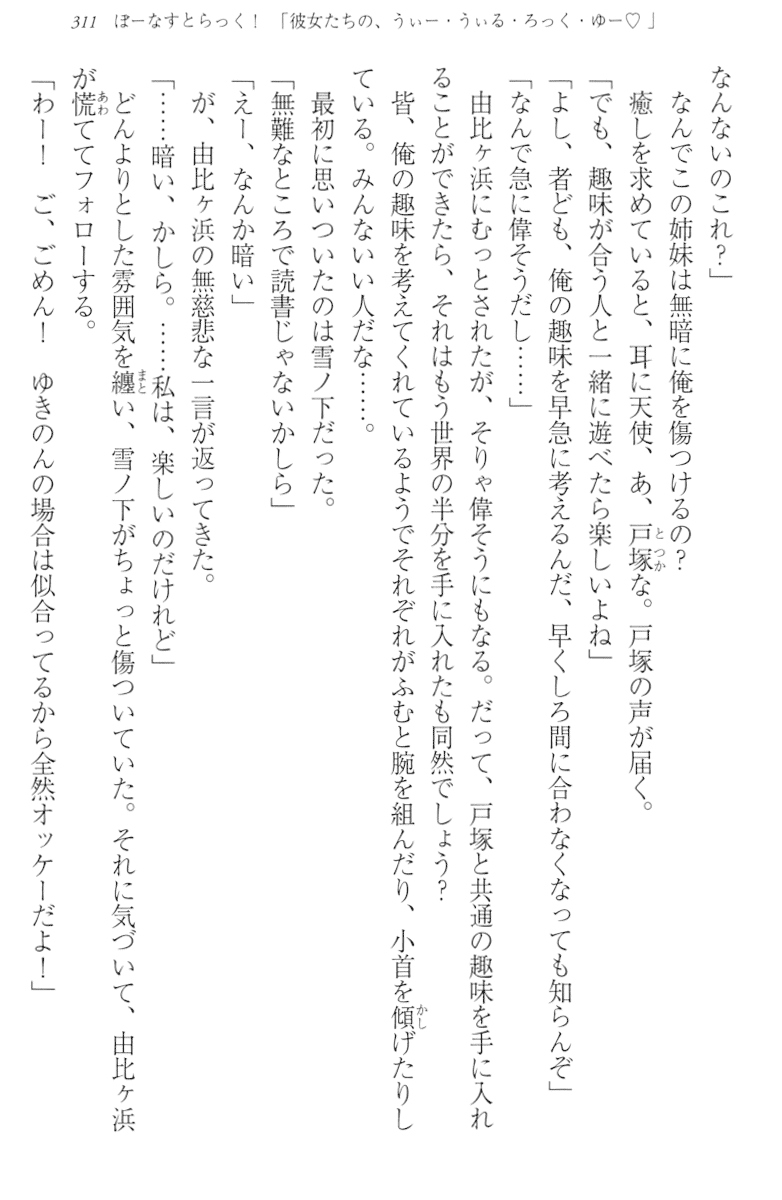 311 ぼーなすとらっく！ 「彼女たちの、うぃー・うぃる・ろっく・ゆー♡」
なんないのこれ？」
　なんでこの姉妹は無暗に俺を傷つけるの？
　癒しを求めていると、耳に天使、あ、戸塚な。戸塚の声が届く。
「でも、趣味が合う人と一緒に遊べたら楽しいよね」
「よし、者ども、俺の趣味を早急に考えるんだ、早くしろ間に合わなくなっても知らんぞ」
「なんで急に偉そうだし……」
　由比ヶ浜にむっとされたが、そりゃ偉そうにもなる。だって、戸塚と共通の趣味を手に入れ
ることができたら、それはもう世界の半分を手に入れたも同然でしょう？
　皆、俺の趣味を考えてくれているようでそれぞれがふむと腕を組んだり、小首を傾げたりし
ている。みんないい人だな……。
　最初に思いついたのは雪ノ下だった。
「無難なところで読書じゃないかしら」
「えー、なんか暗い」
　が、由比ヶ浜の無慈悲な一言が返ってきた。
「……暗い、かしら。……私は、楽しいのだけれど」
　どんよりとした雰囲気を纏い、雪ノ下がちょっと傷ついていた。それに気づいて、由比ヶ浜
が慌ててフォローする。
「わー！　ご、ごめん！　ゆきのんの場合は似合ってるから全然オッケーだよ！」